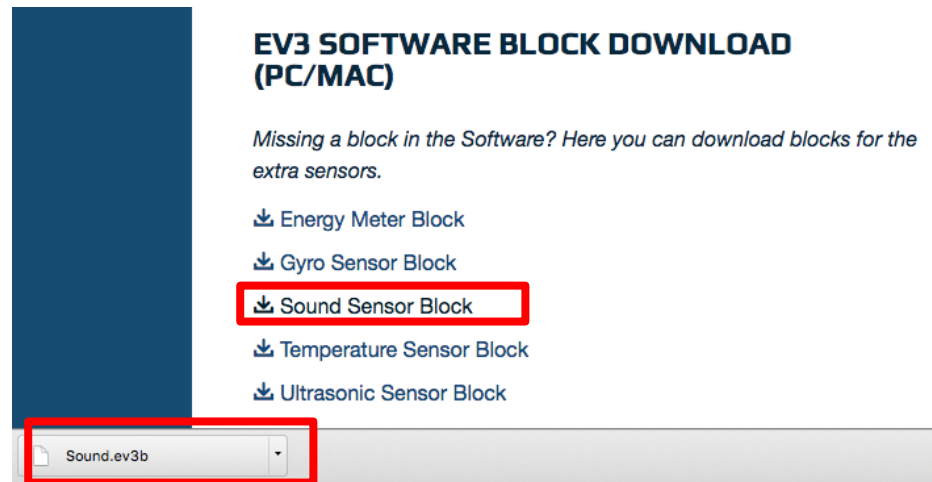 EV3 SOFTWARE BLOCK DOWNLOAD
(PC/MAC)
Missing a block in the Software? Here you can download blocks for the
extra sensors.
Energy Meter Block
Gyro Sensor Block
Sound Sensor Block
Temperature Sensor Block
Ultrasonic Sensor Block
Sound.ev3b